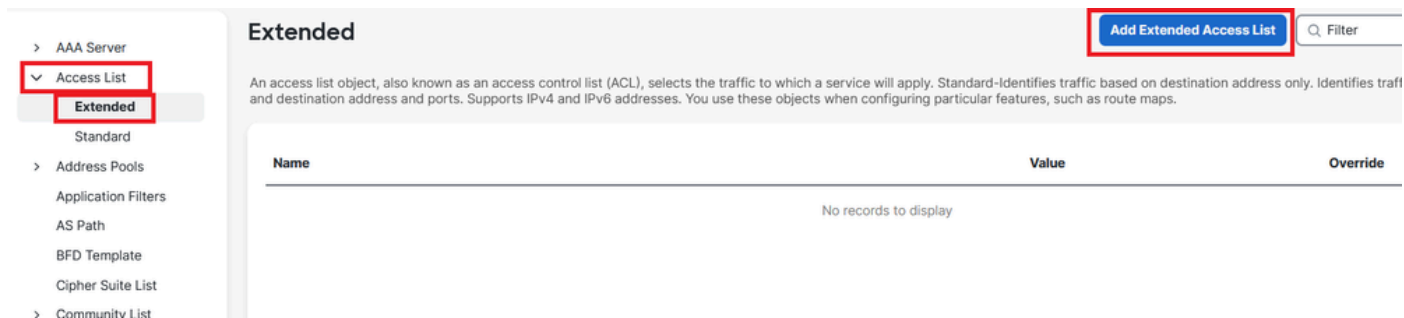 AAA Server
Access List
Extended
Standard
Address Pools
Application Filters
AS Path
BFD Template
Cipher Suite List
Community List
Extended
Add Extended Access List
Filter
An access list object, also known as an access control list (ACL), selects the traffic to which a service will apply. Standard-Identifies traffic based on destination address only. Identifies traff
and destination address and ports. Supports IPv4 and IPv6 addresses. You use these objects when configuring particular features, such as route maps.
Name Value Override
No records to display